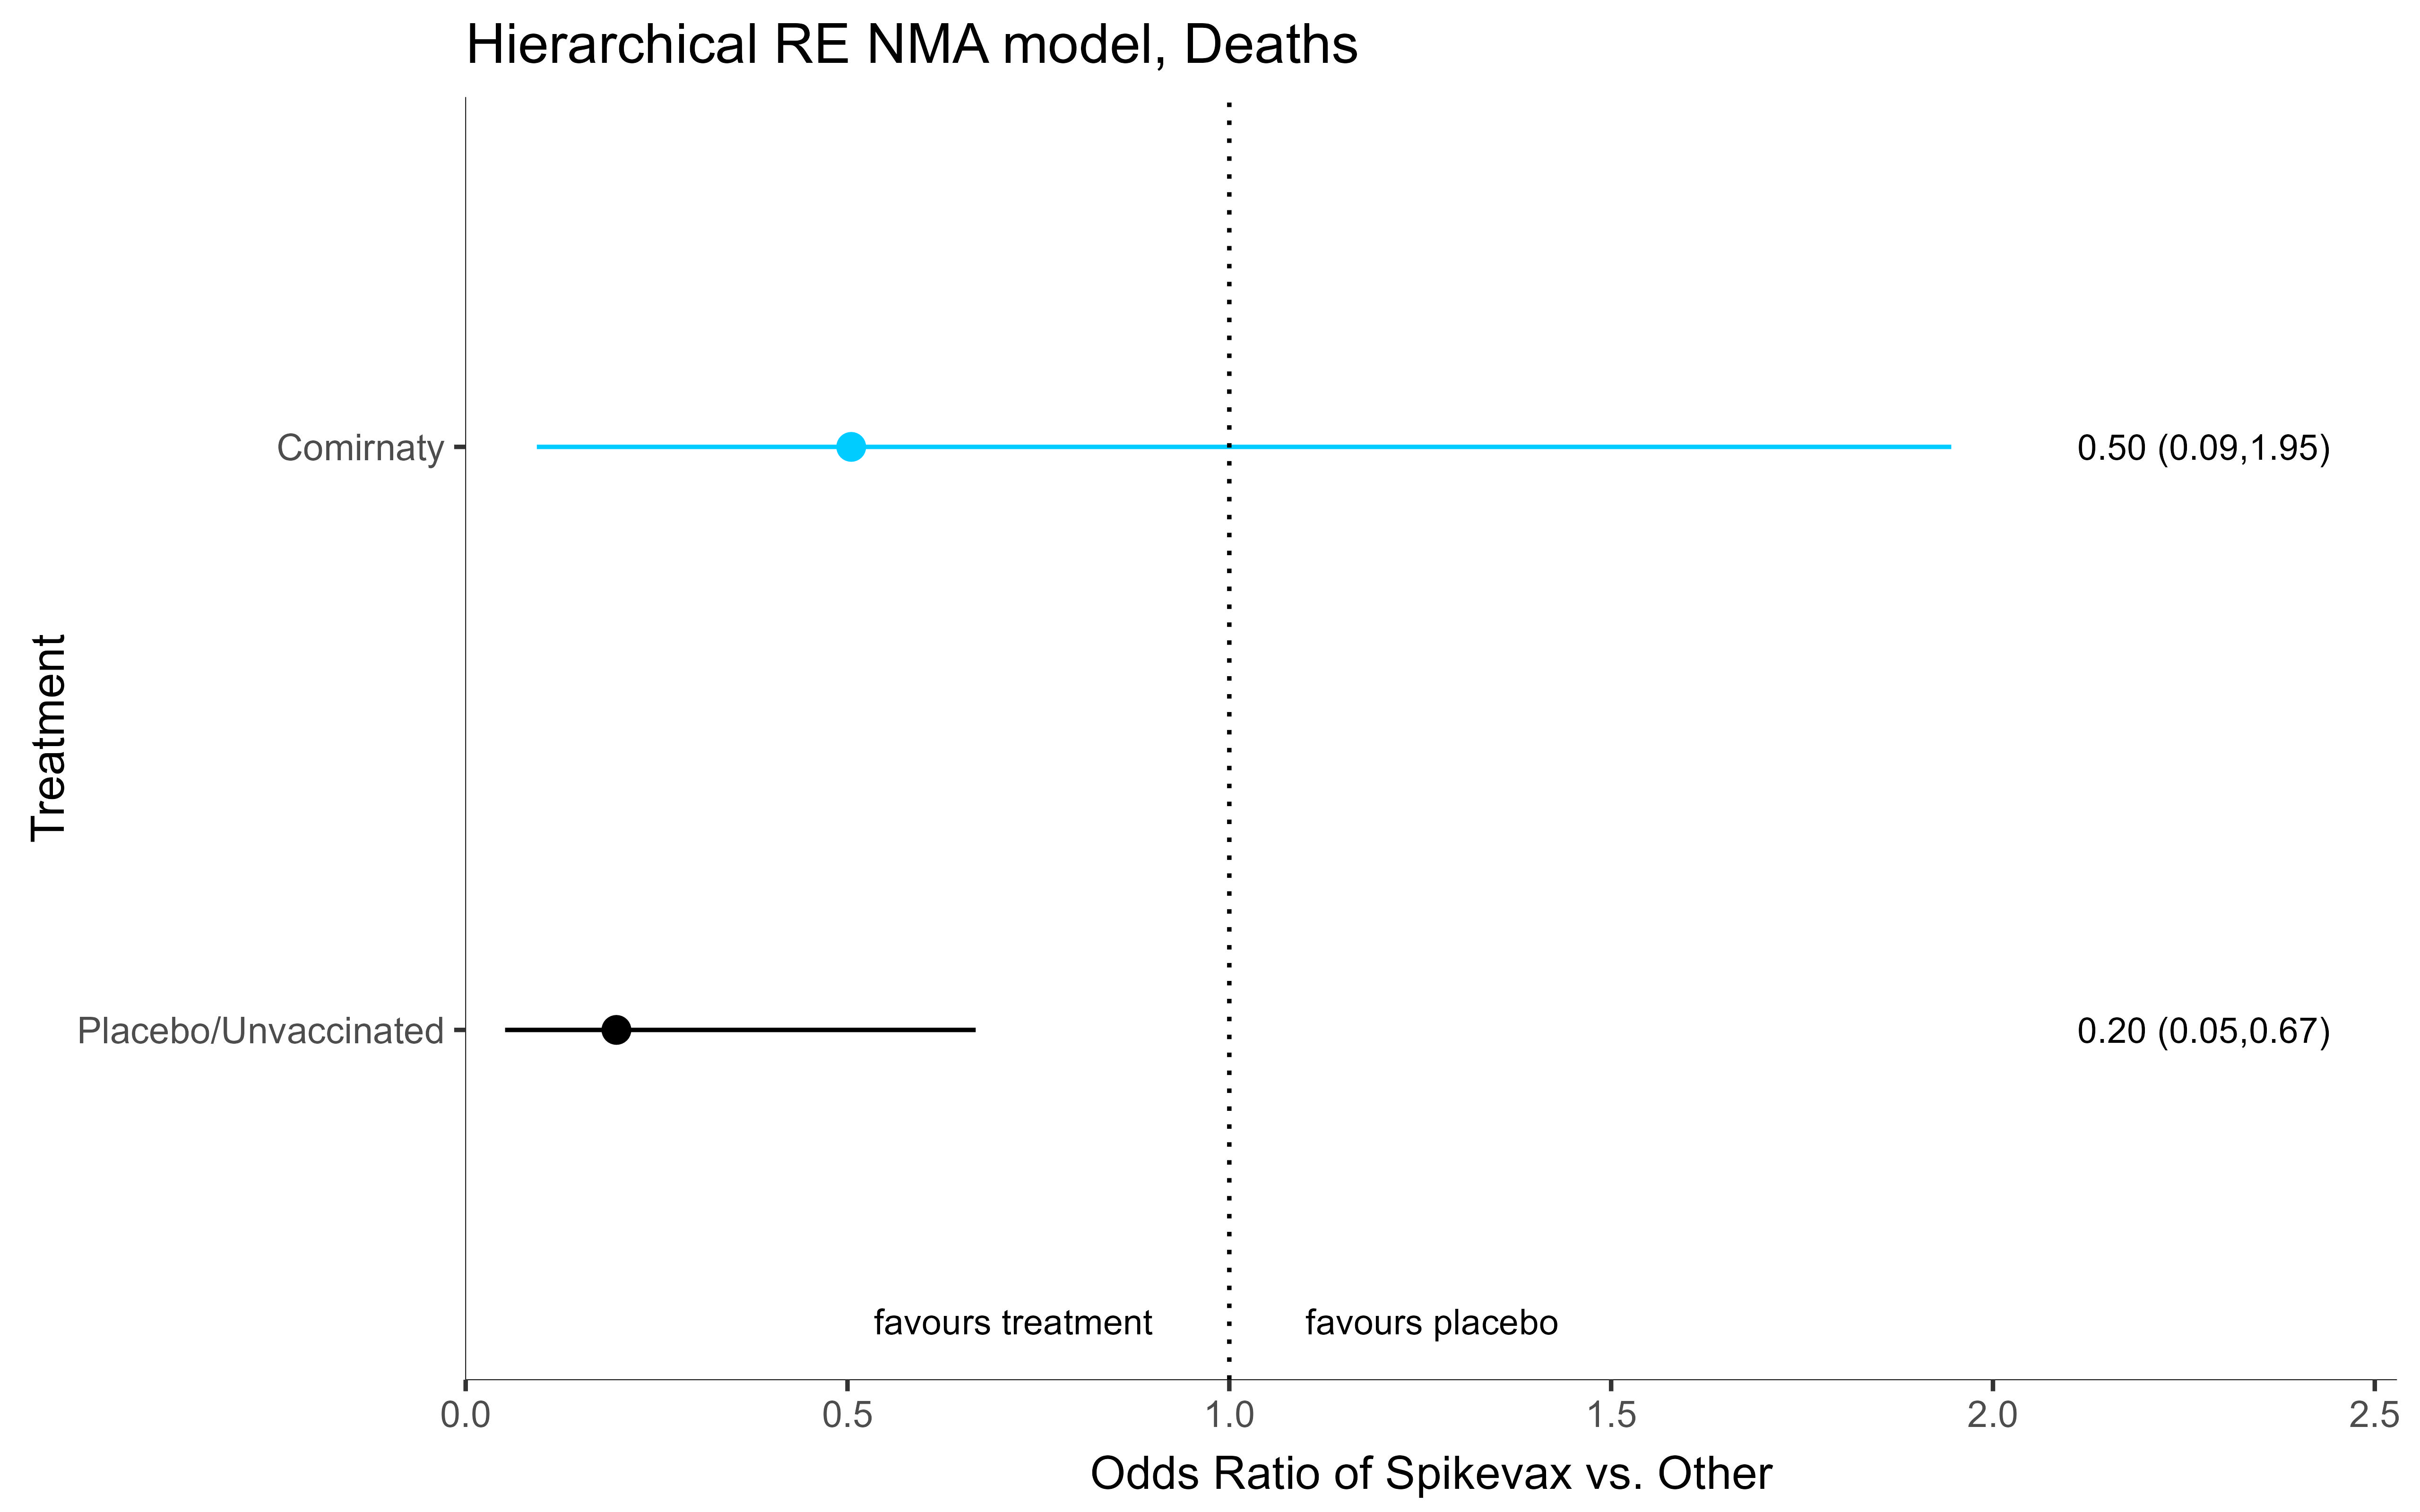 Hierarchical RE NMA model, Deaths
Treatment
Comirnaty
0.50 (0.09,1.95)
Placebo/Unvaccinated
0.20 (0.05,0.67)
favours treatment
favours placebo
0.0 0.5 1.0 1.5 2.0 2.5
Odds Ratio of Spikevax vs. Other